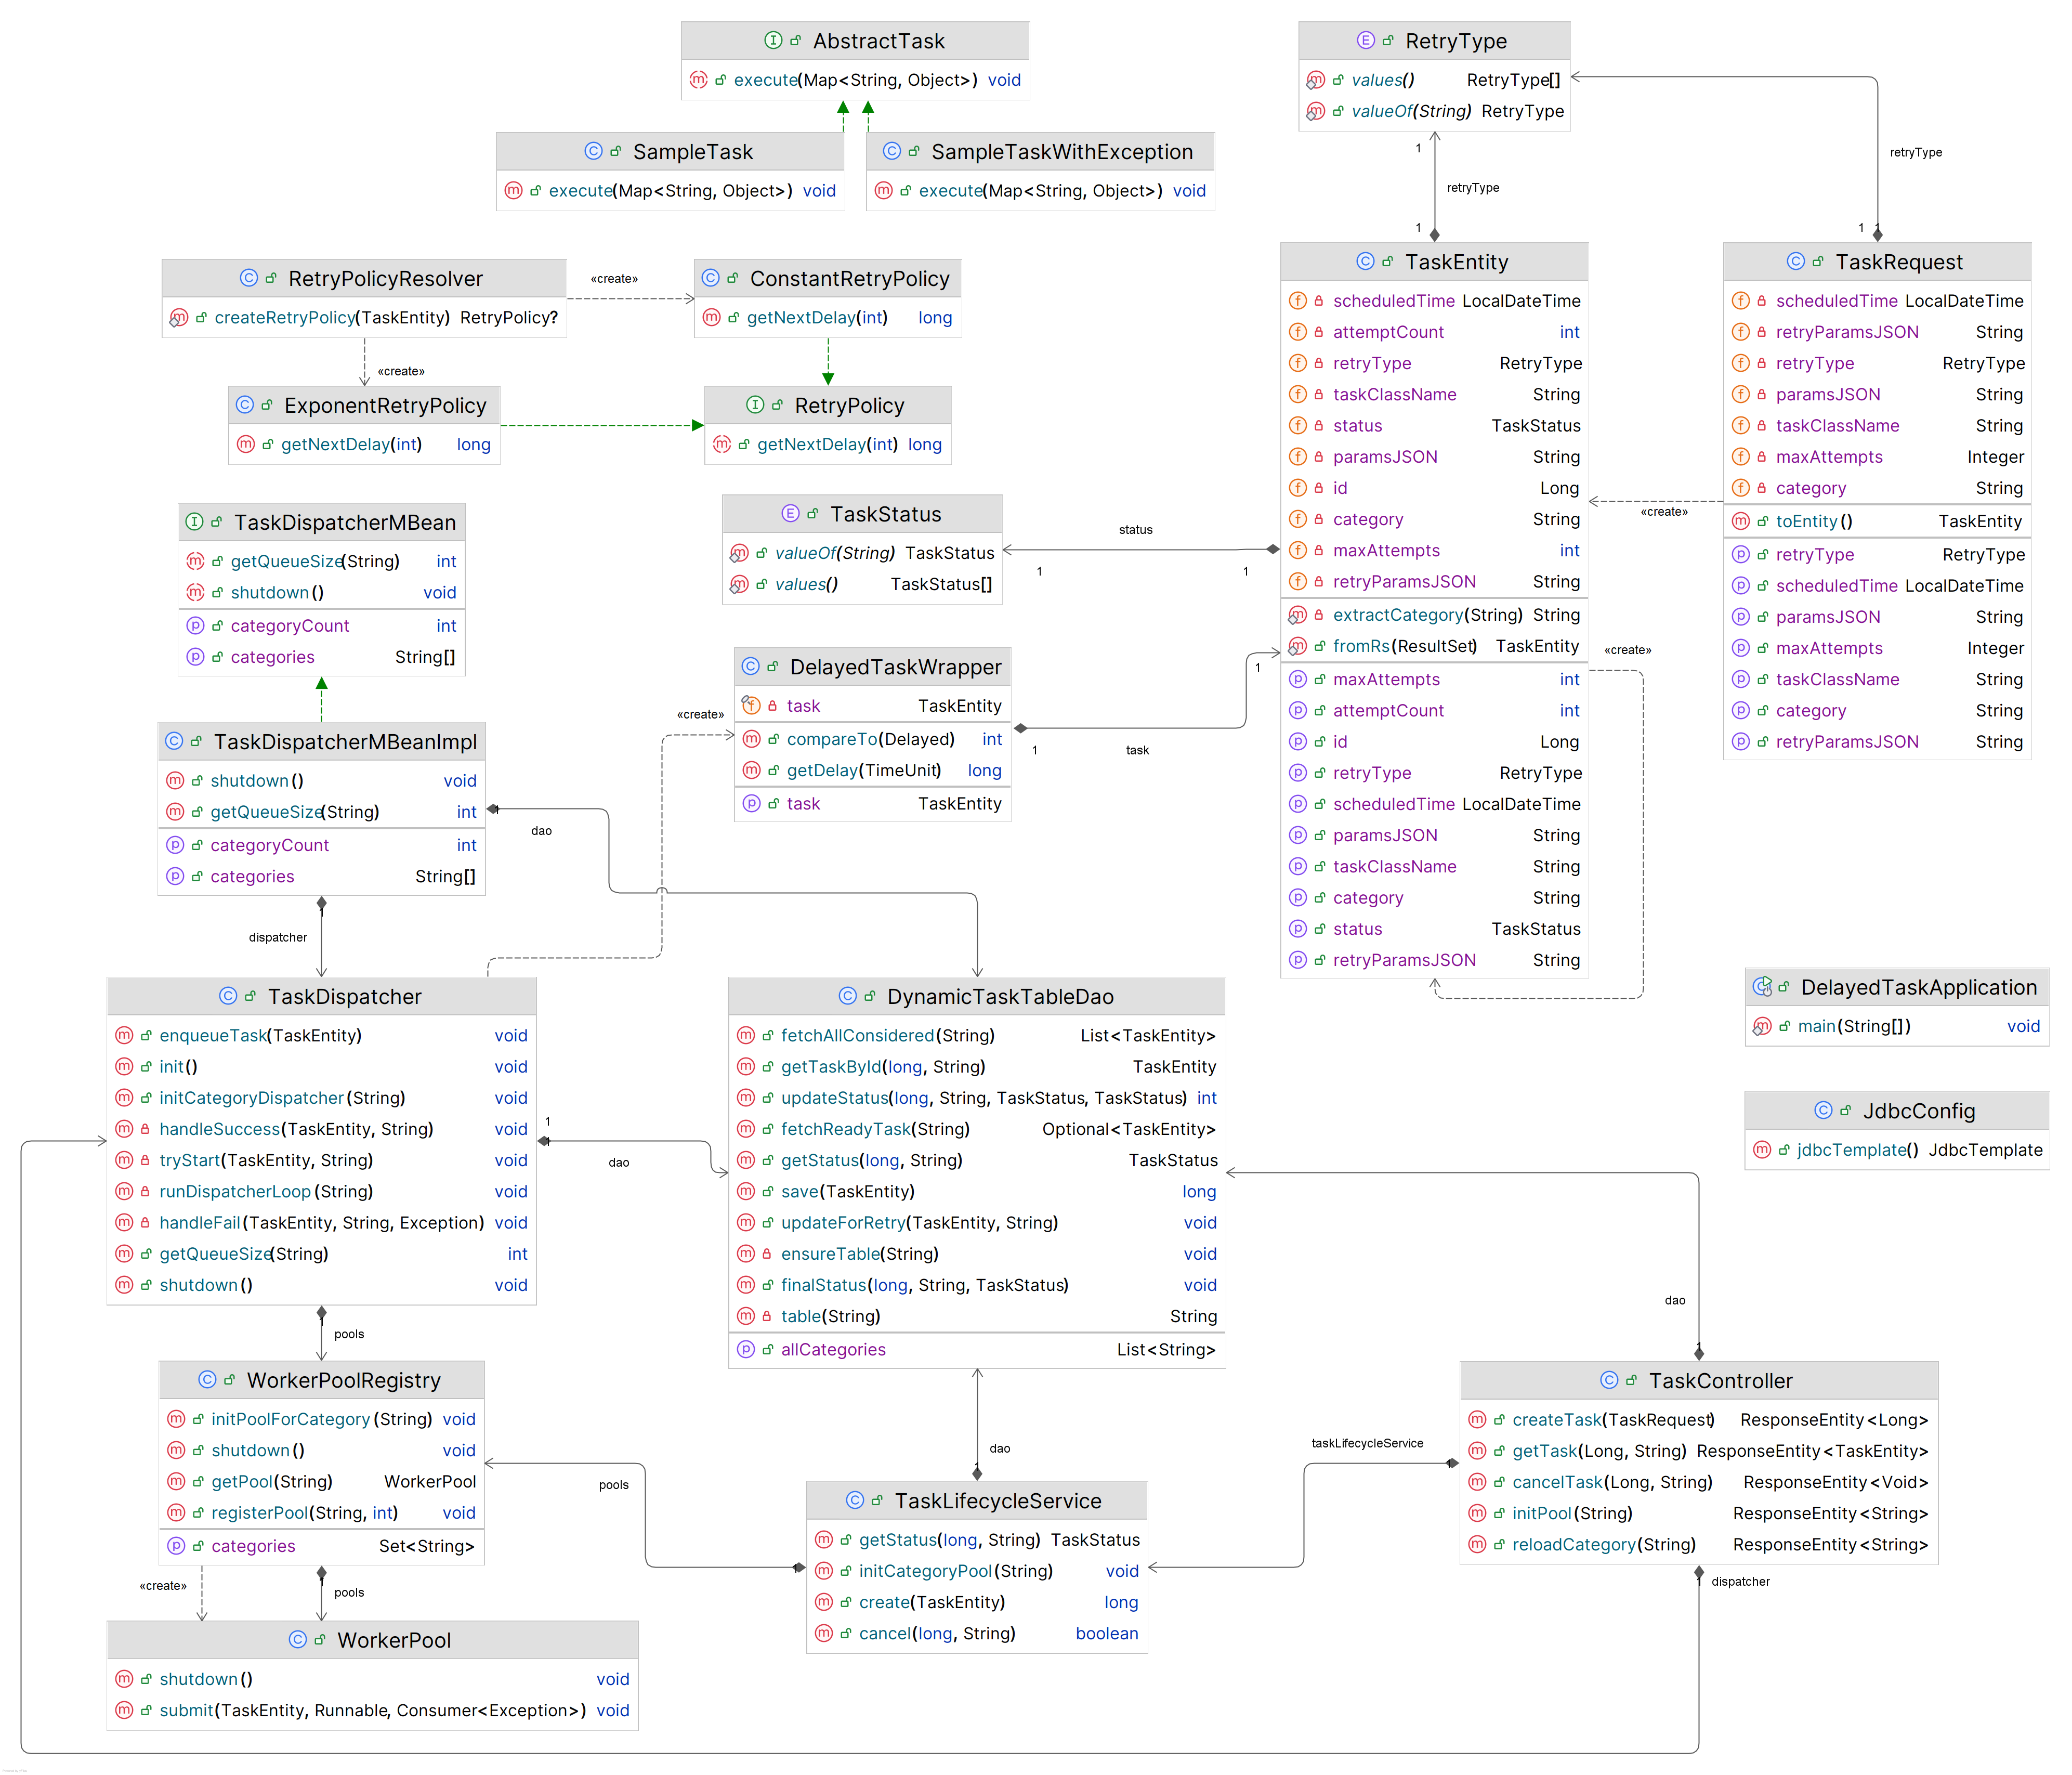 AbstractTask
execute(Map<String, Object>) void
SampleTask
execute(Map<String, Object>) void
SampleTaskWithException
execute(Map<String, Object>) void
RetryType
values() RetryType[]
valueOf(String) RetryType
1
retryType
1
retryType
1 1
RetryPolicyResolver
createRetryPolicy(TaskEntity) RetryPolicy?
«create»
«create»
ConstantRetryPolicy
getNextDelay(int) long
ExponentRetryPolicy
getNextDelay(int) long
RetryPolicy
getNextDelay(int) long
TaskEntity
scheduledTime LocalDateTime
attemptCount int
retryType RetryType
taskClassName String
status TaskStatus
paramsJSON String
id Long
category String
maxAttempts int
retryParamsJSON String
extractCategory(String) String
fromRs(ResultSet) TaskEntity
maxAttempts int
attemptCount int
id Long
retryType RetryType
scheduledTime LocalDateTime
paramsJSON String
taskClassName String
category String
status TaskStatus
retryParamsJSON String
«create»
TaskRequest
scheduledTime LocalDateTime
retryParamsJSON String
retryType RetryType
paramsJSON String
taskClassName String
maxAttempts Integer
category String
toEntity() TaskEntity
retryType RetryType
scheduledTime LocalDateTime
paramsJSON String
maxAttempts Integer
taskClassName String
category String
retryParamsJSON String
«create»
TaskStatus
valueOf(String) TaskStatus
values() TaskStatus[]
status
1
1
TaskDispatcherMBean
getQueueSize(String) int
shutdown() void
categoryCount int
categories String[]
DelayedTaskWrapper
task TaskEntity
compareTo(Delayed) int
getDelay(TimeUnit) long
task TaskEntity
«create»
1
task
1
TaskDispatcherMBeanImpl
shutdown() void
getQueueSize(String) int
categoryCount int
categories String[]
1
dao
1
dispatcher
TaskDispatcher
enqueueTask(TaskEntity) void
init() void
initCategoryDispatcher(String) void
handleSuccess(TaskEntity, String) void
tryStart(TaskEntity, String) void
runDispatcherLoop(String) void
handleFail(TaskEntity, String, Exception) void
getQueueSize(String) int
shutdown() void
1
1
dao
1
pools
DynamicTaskTableDao
fetchAllConsidered(String) List<TaskEntity>
getTaskById(long, String) TaskEntity
updateStatus(long, String, TaskStatus, TaskStatus) int
fetchReadyTask(String) Optional<TaskEntity>
getStatus(long, String) TaskStatus
save(TaskEntity) long
updateForRetry(TaskEntity, String) void
ensureTable(String) void
finalStatus(long, String, TaskStatus) void
table(String) String
allCategories List<String>
DelayedTaskApplication
main(String[]) void
JdbcConfig
jdbcTemplate() JdbcTemplate
WorkerPoolRegistry
initPoolForCategory(String) void
shutdown() void
getPool(String) WorkerPool
registerPool(String, int) void
categories Set<String>
«create»
1
pools
WorkerPool
shutdown() void
submit(TaskEntity, Runnable, Consumer<Exception>) void
dao
1
pools
1
TaskLifecycleService
getStatus(long, String) TaskStatus
initCategoryPool(String) void
create(TaskEntity) long
cancel(long, String) boolean
dao
1
taskLifecycleService
1
TaskController
createTask(TaskRequest) ResponseEntity<Long>
getTask(Long, String) ResponseEntity<TaskEntity>
cancelTask(Long, String) ResponseEntity<Void>
initPool(String) ResponseEntity<String>
reloadCategory(String) ResponseEntity<String>
1
dispatcher